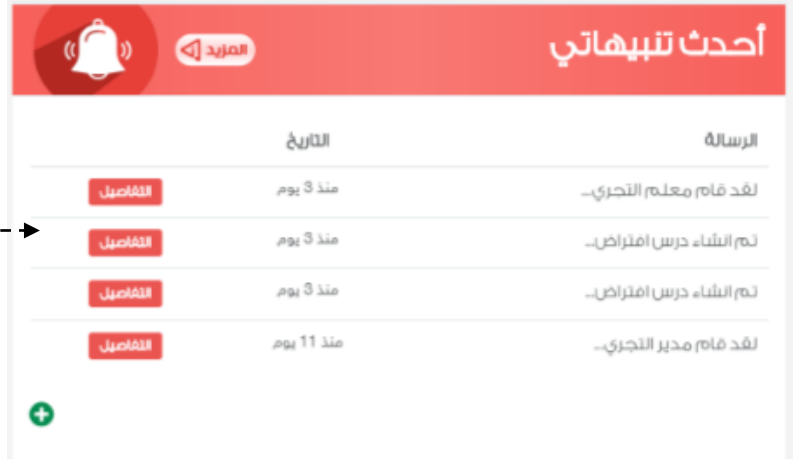 أحدث تنبيهاتي
المزيد
الرسالة التاريخ
لقد قام معلم التجري... منذ 3 يوم التفاصيل
تم انشاء درس افتراض... منذ 3 يوم التفاصيل
تم انشاء درس افتراض... منذ 3 يوم التفاصيل
لقد قام مدير التجري... منذ 11 يوم التفاصيل